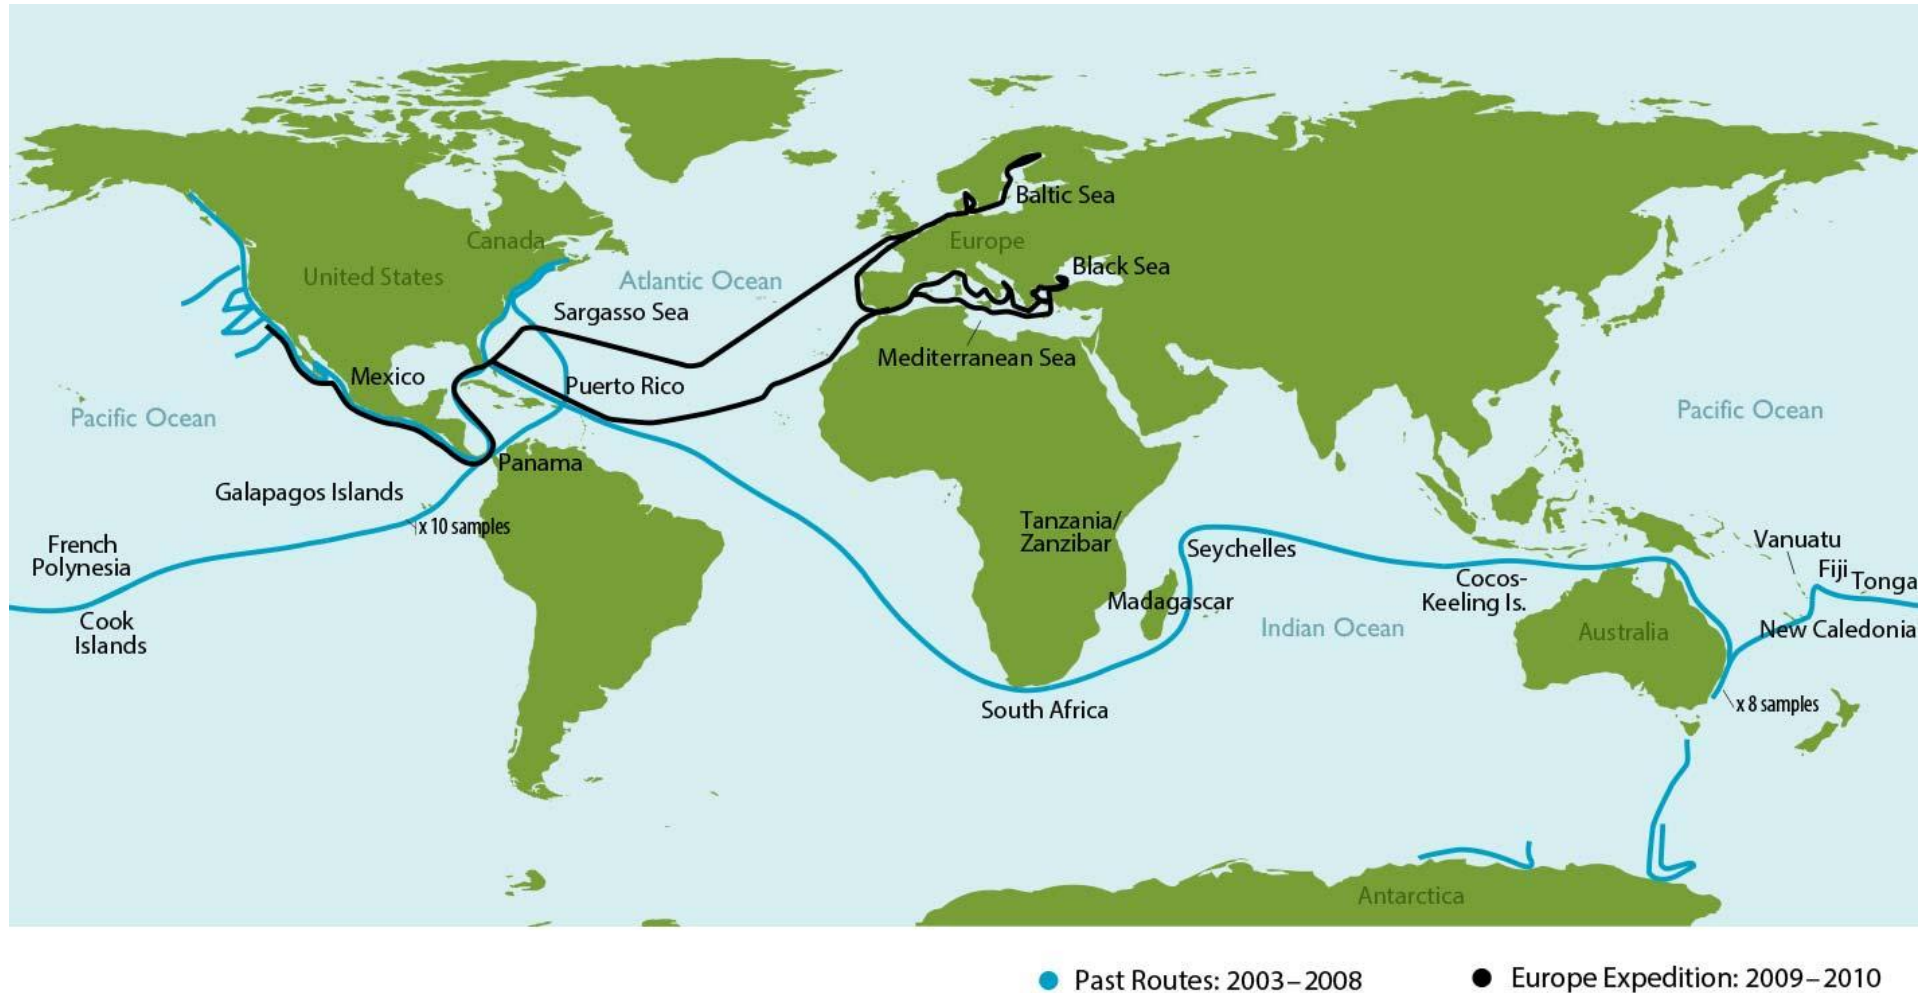 Baltic Sea
Canada
Europe
Black Sea
United States
Atlantic Ocean
Sargasso Sea
Mediterranean Sea
Mexico
Puerto Rico
Pacific Ocean
Pacific Ocean
Panama
Galapagos Islands
x 10 samples
Tanzania/
Zanzibar
French
Polynesia
Seychelles
Vanuatu
Fiji
Tonga
Cocos-
Keeling Is.
Madagascar
Cook
Islands
Indian Ocean
Australia
New Caledonia
South Africa
x 8 samples
Antarctica
Past Routes: 2003–2008
Europe Expedition: 2009–2010